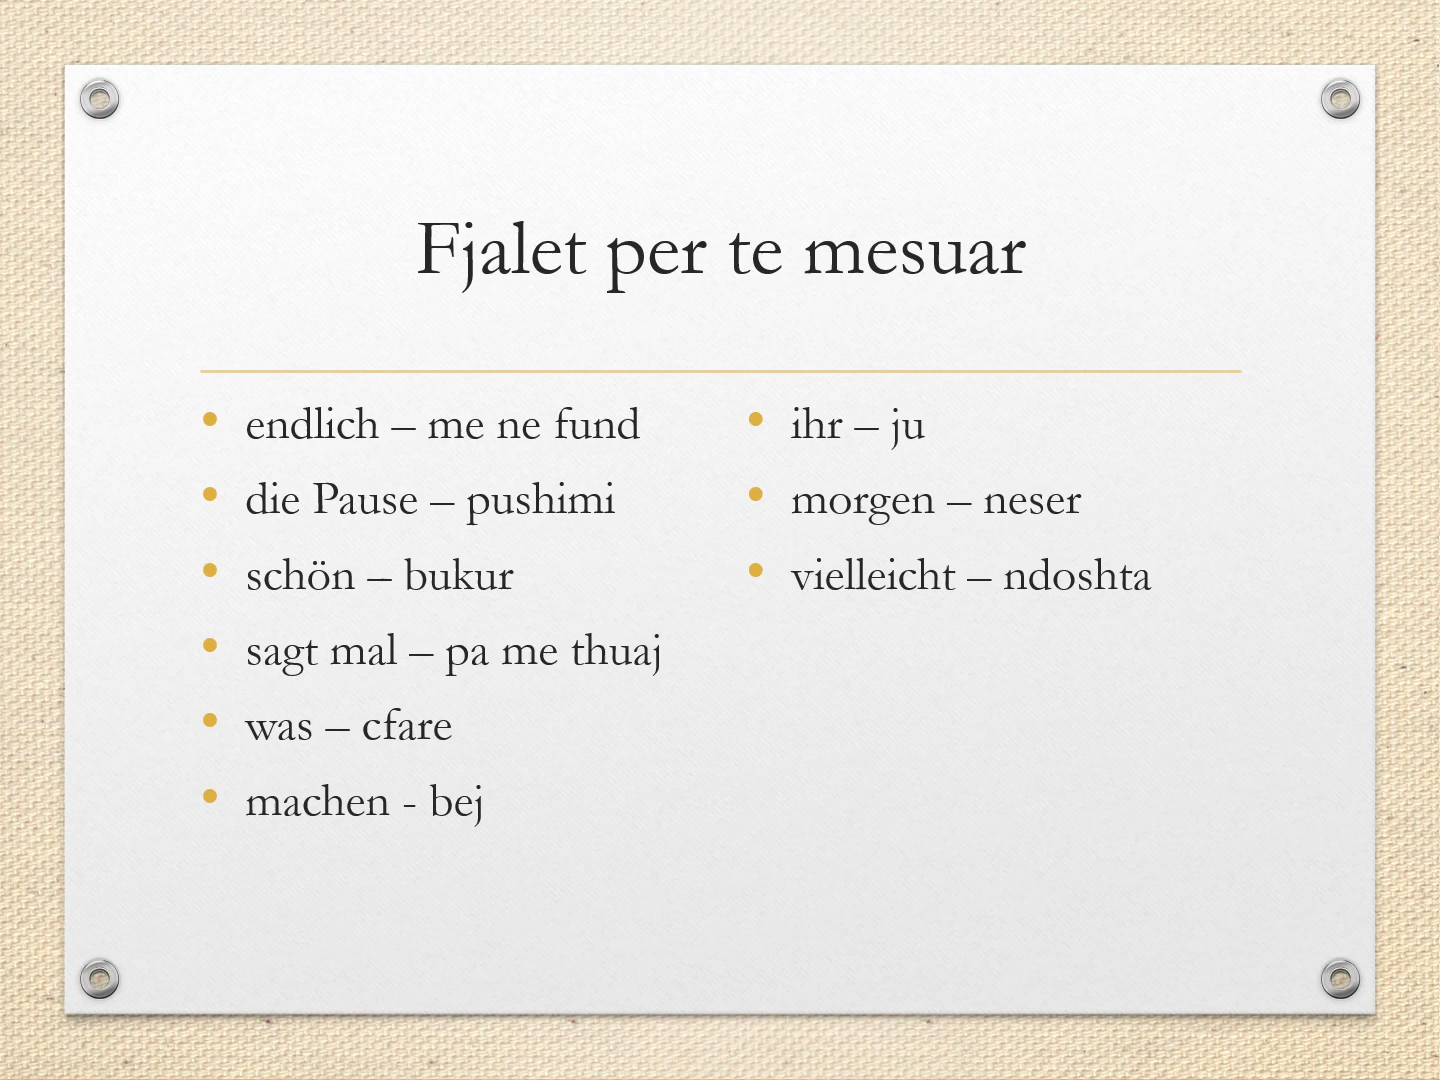 Fjalet per te mesuar
• endlich – me ne fund
• die Pause – pushimi
• schön – bukur
• sagt mal – pa me thuaj
• was – cfare
• machen - bej
• ihr – ju
• morgen – neser
• vielleicht – ndoshta